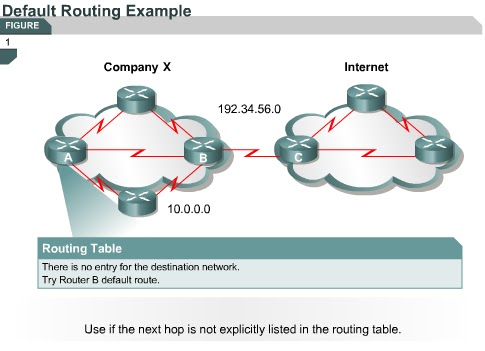 Default Routing Example
FIGURE
1
Company X
Internet
192.34.56.0
A
B
C
10.0.0.0
Routing Table
There is no entry for the destination network.
Try Router B default route.
Use if the next hop is not explicitly listed in the routing table.